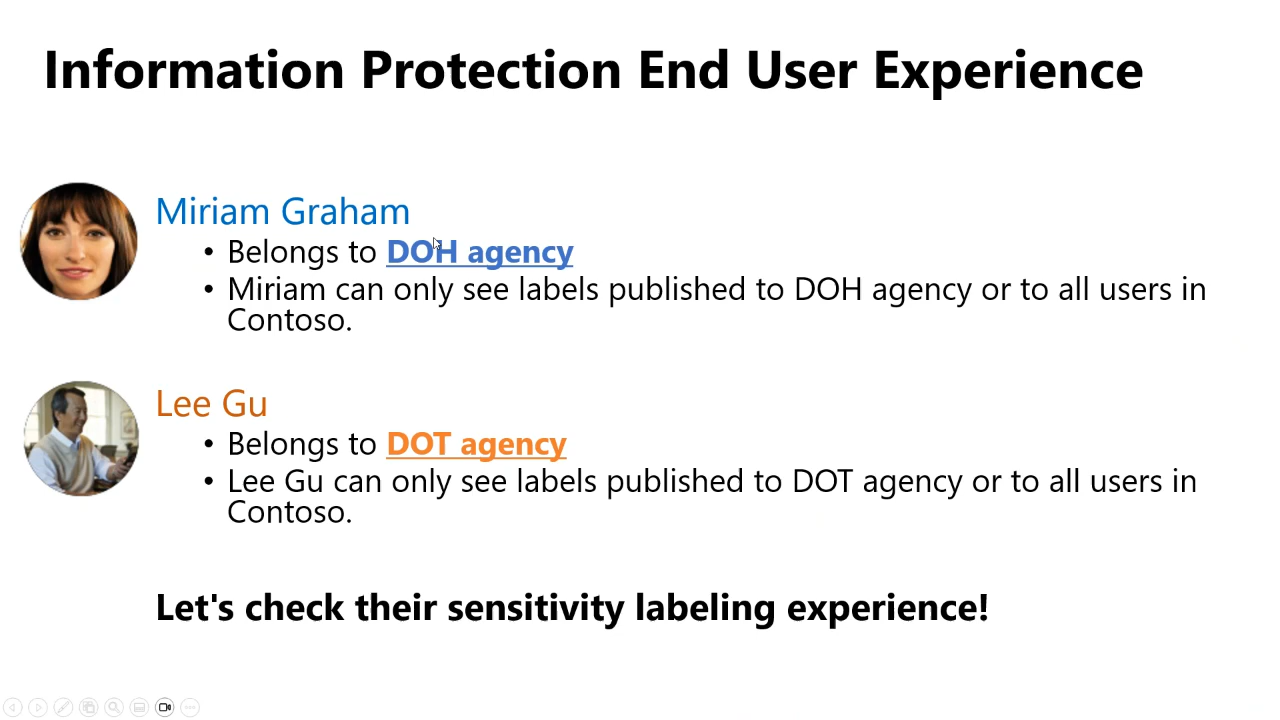 Information Protection End User Experience
Miriam Graham
• Belongs to DOH agency
• Miriam can only see labels published to DOH agency or to all users in
Contoso.
Lee Gu
• Belongs to DOT agency
• Lee Gu can only see labels published to DOT agency or to all users in
Contoso.
Let's check their sensitivity labeling experience!